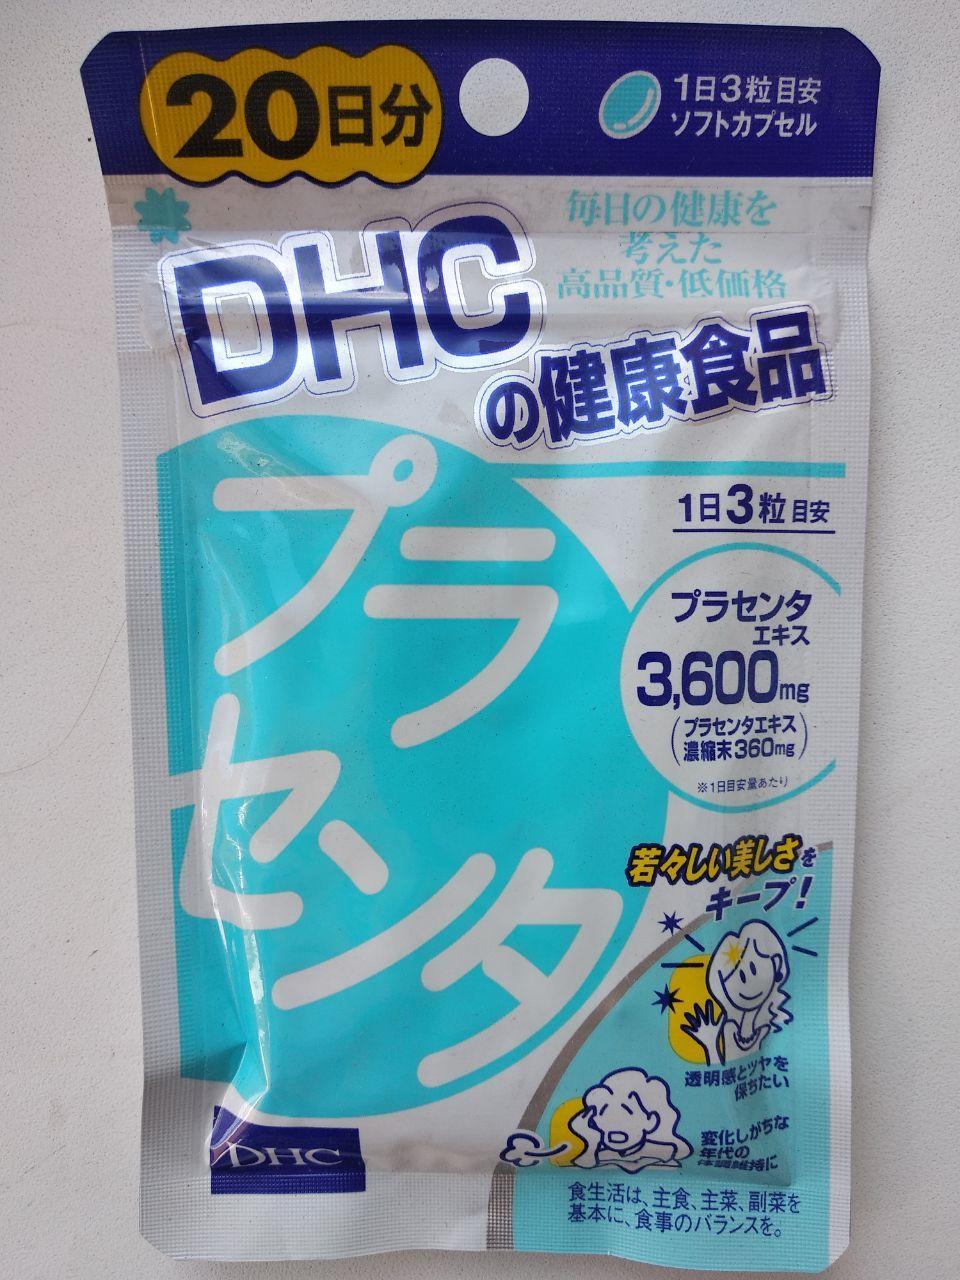 20日分
1日3粒目安
ソフトカプセル
毎日の健康を
考えた
高品質・低価格
DHC
の健康食品
プラセンタ
1日3粒目安
プラセンタ
エキス
3,600mg
(プラセンタエキス
濃縮末360mg)
※1日目安量あたり
若々しい美しさを
キープ!
透明感とツヤを
保ちたい
変化しがちな
年代の
体調維持に
DHC
食生活は、主食、主菜、副菜を
基本に、食事のバランスを。